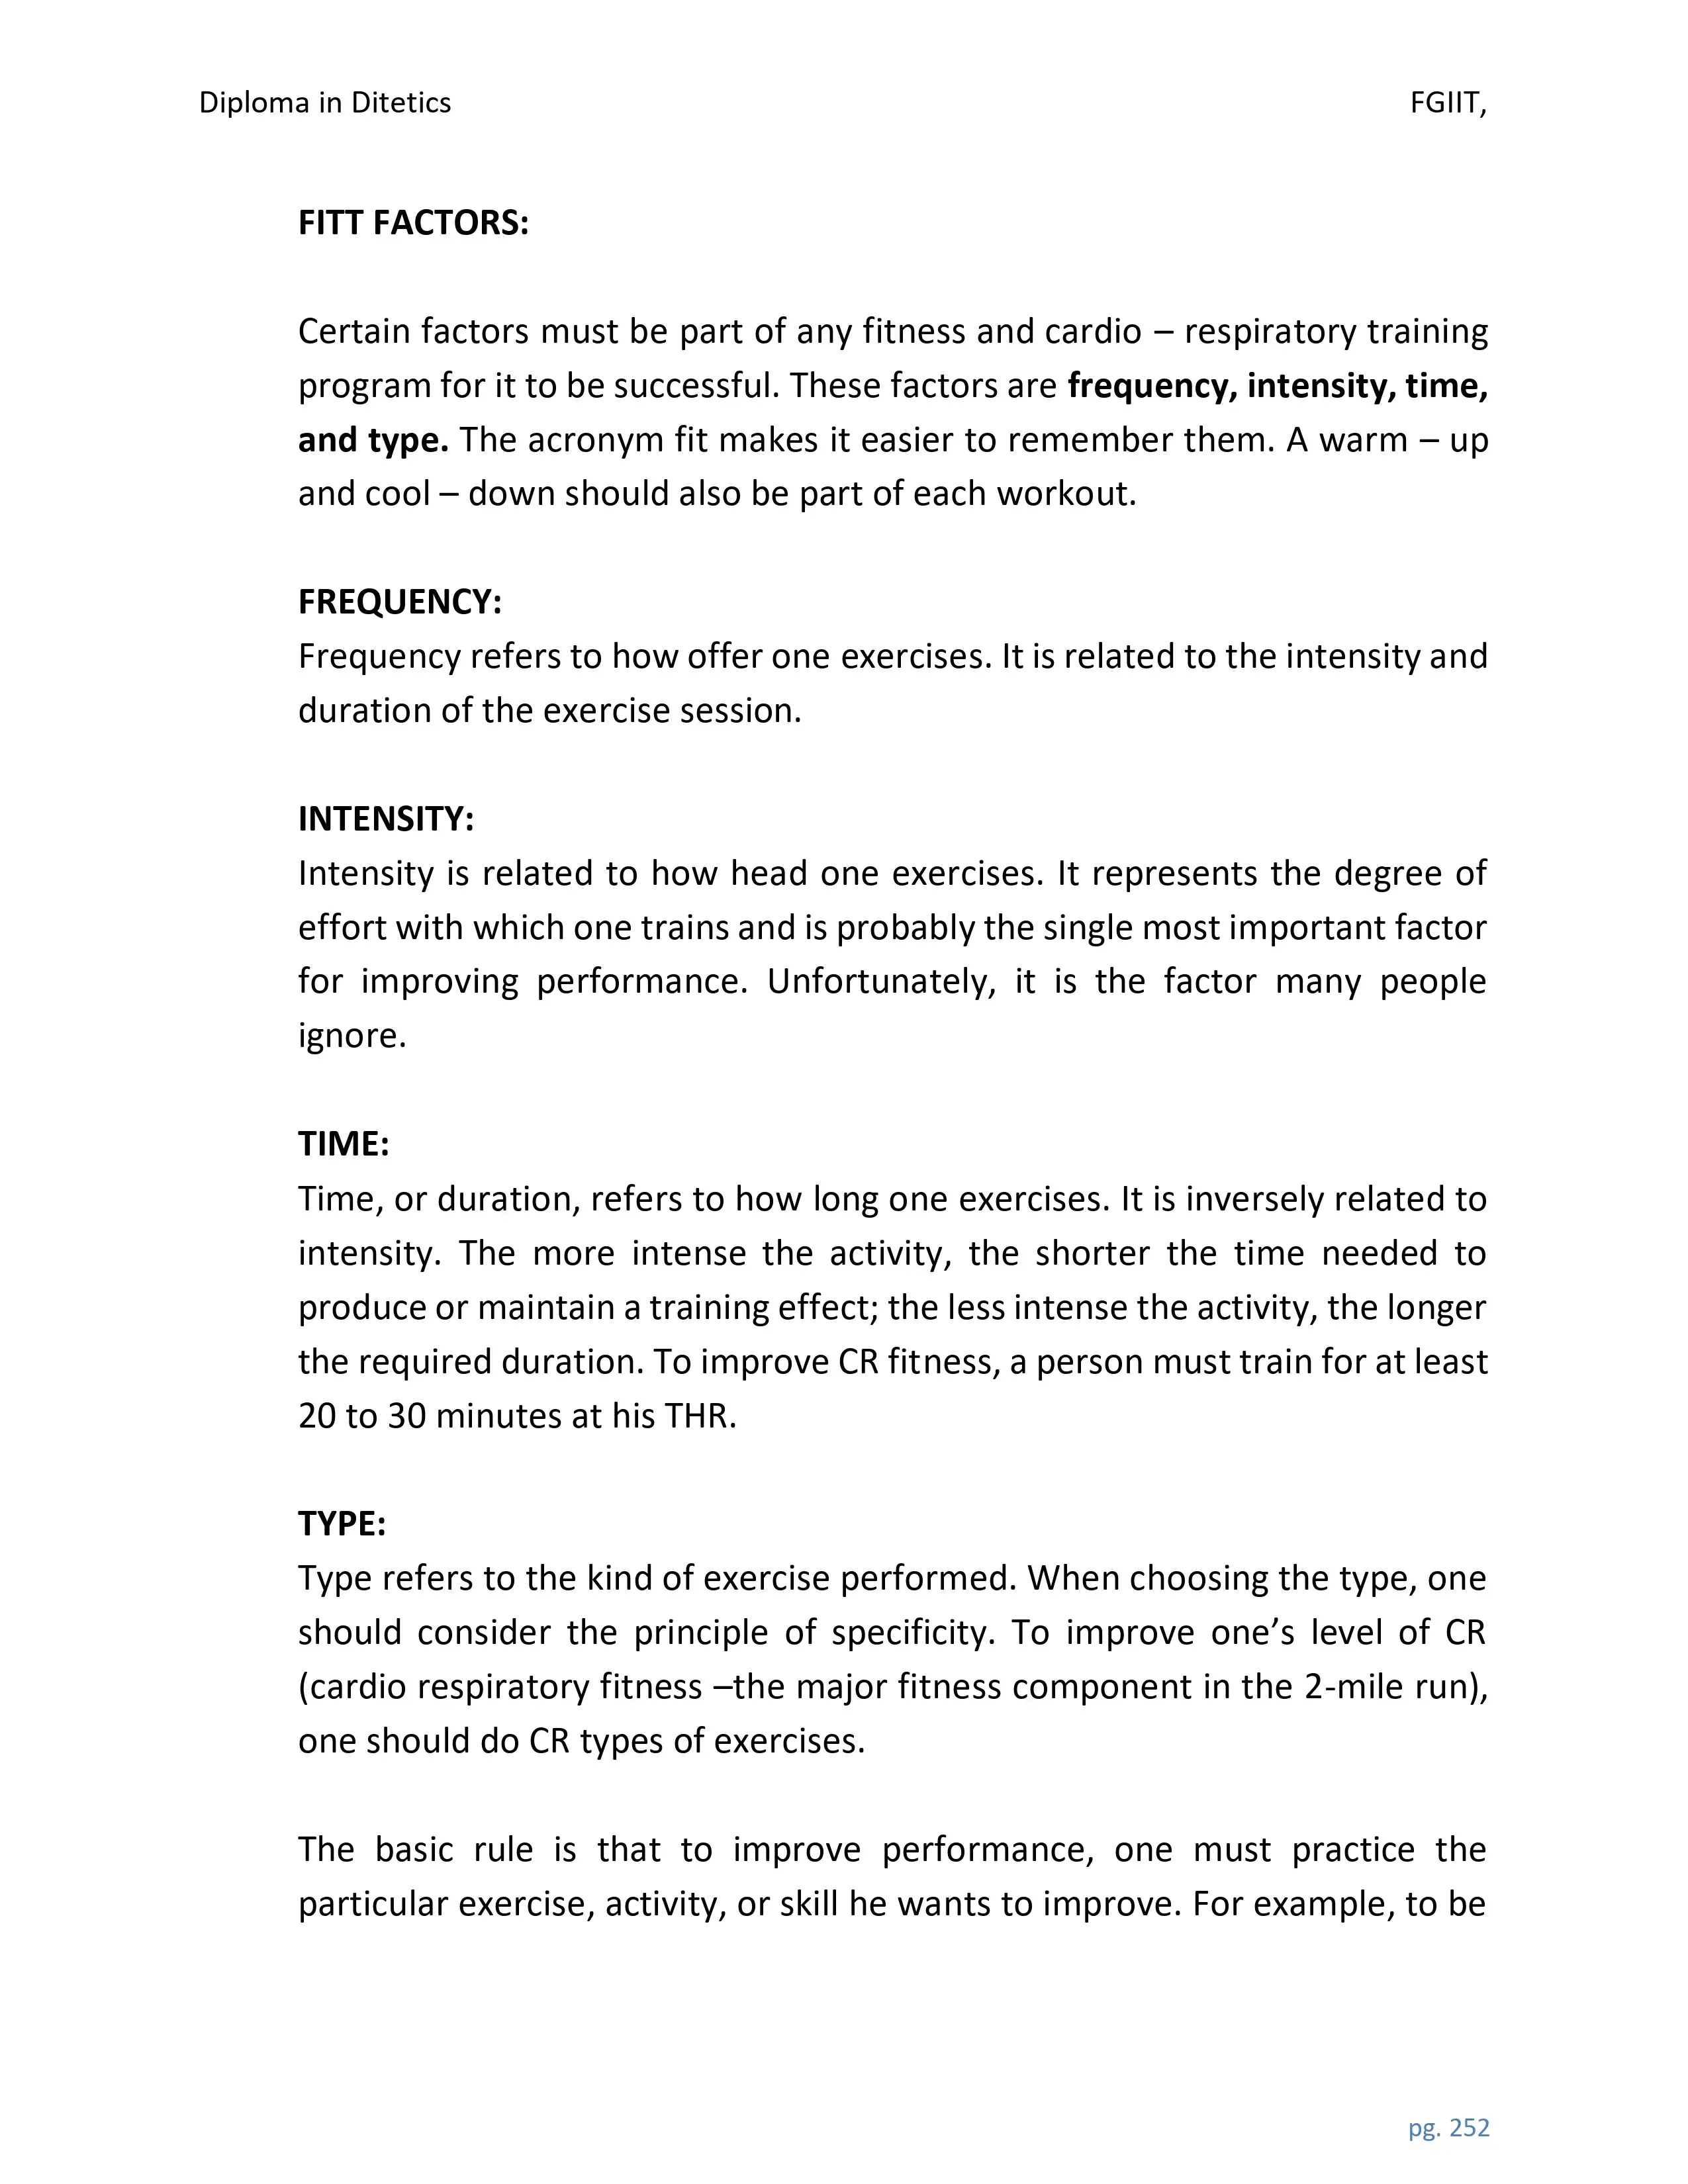 Diploma in Ditetics FGIIT,
FITT FACTORS:
Certain factors must be part of any fitness and cardio – respiratory training
program for it to be successful. These factors are frequency, intensity, time,
and type. The acronym fit makes it easier to remember them. A warm – up
and cool – down should also be part of each workout.
FREQUENCY:
Frequency refers to how offer one exercises. It is related to the intensity and
duration of the exercise session.
INTENSITY:
Intensity is related to how head one exercises. It represents the degree of
effort with which one trains and is probably the single most important factor
for improving performance. Unfortunately, it is the factor many people
ignore.
TIME:
Time, or duration, refers to how long one exercises. It is inversely related to
intensity. The more intense the activity, the shorter the time needed to
produce or maintain a training effect; the less intense the activity, the longer
the required duration. To improve CR fitness, a person must train for at least
20 to 30 minutes at his THR.
TYPE:
Type refers to the kind of exercise performed. When choosing the type, one
should consider the principle of specificity. To improve one’s level of CR
(cardio respiratory fitness –the major fitness component in the 2-mile run),
one should do CR types of exercises.
The basic rule is that to improve performance, one must practice the
particular exercise, activity, or skill he wants to improve. For example, to be
pg. 252